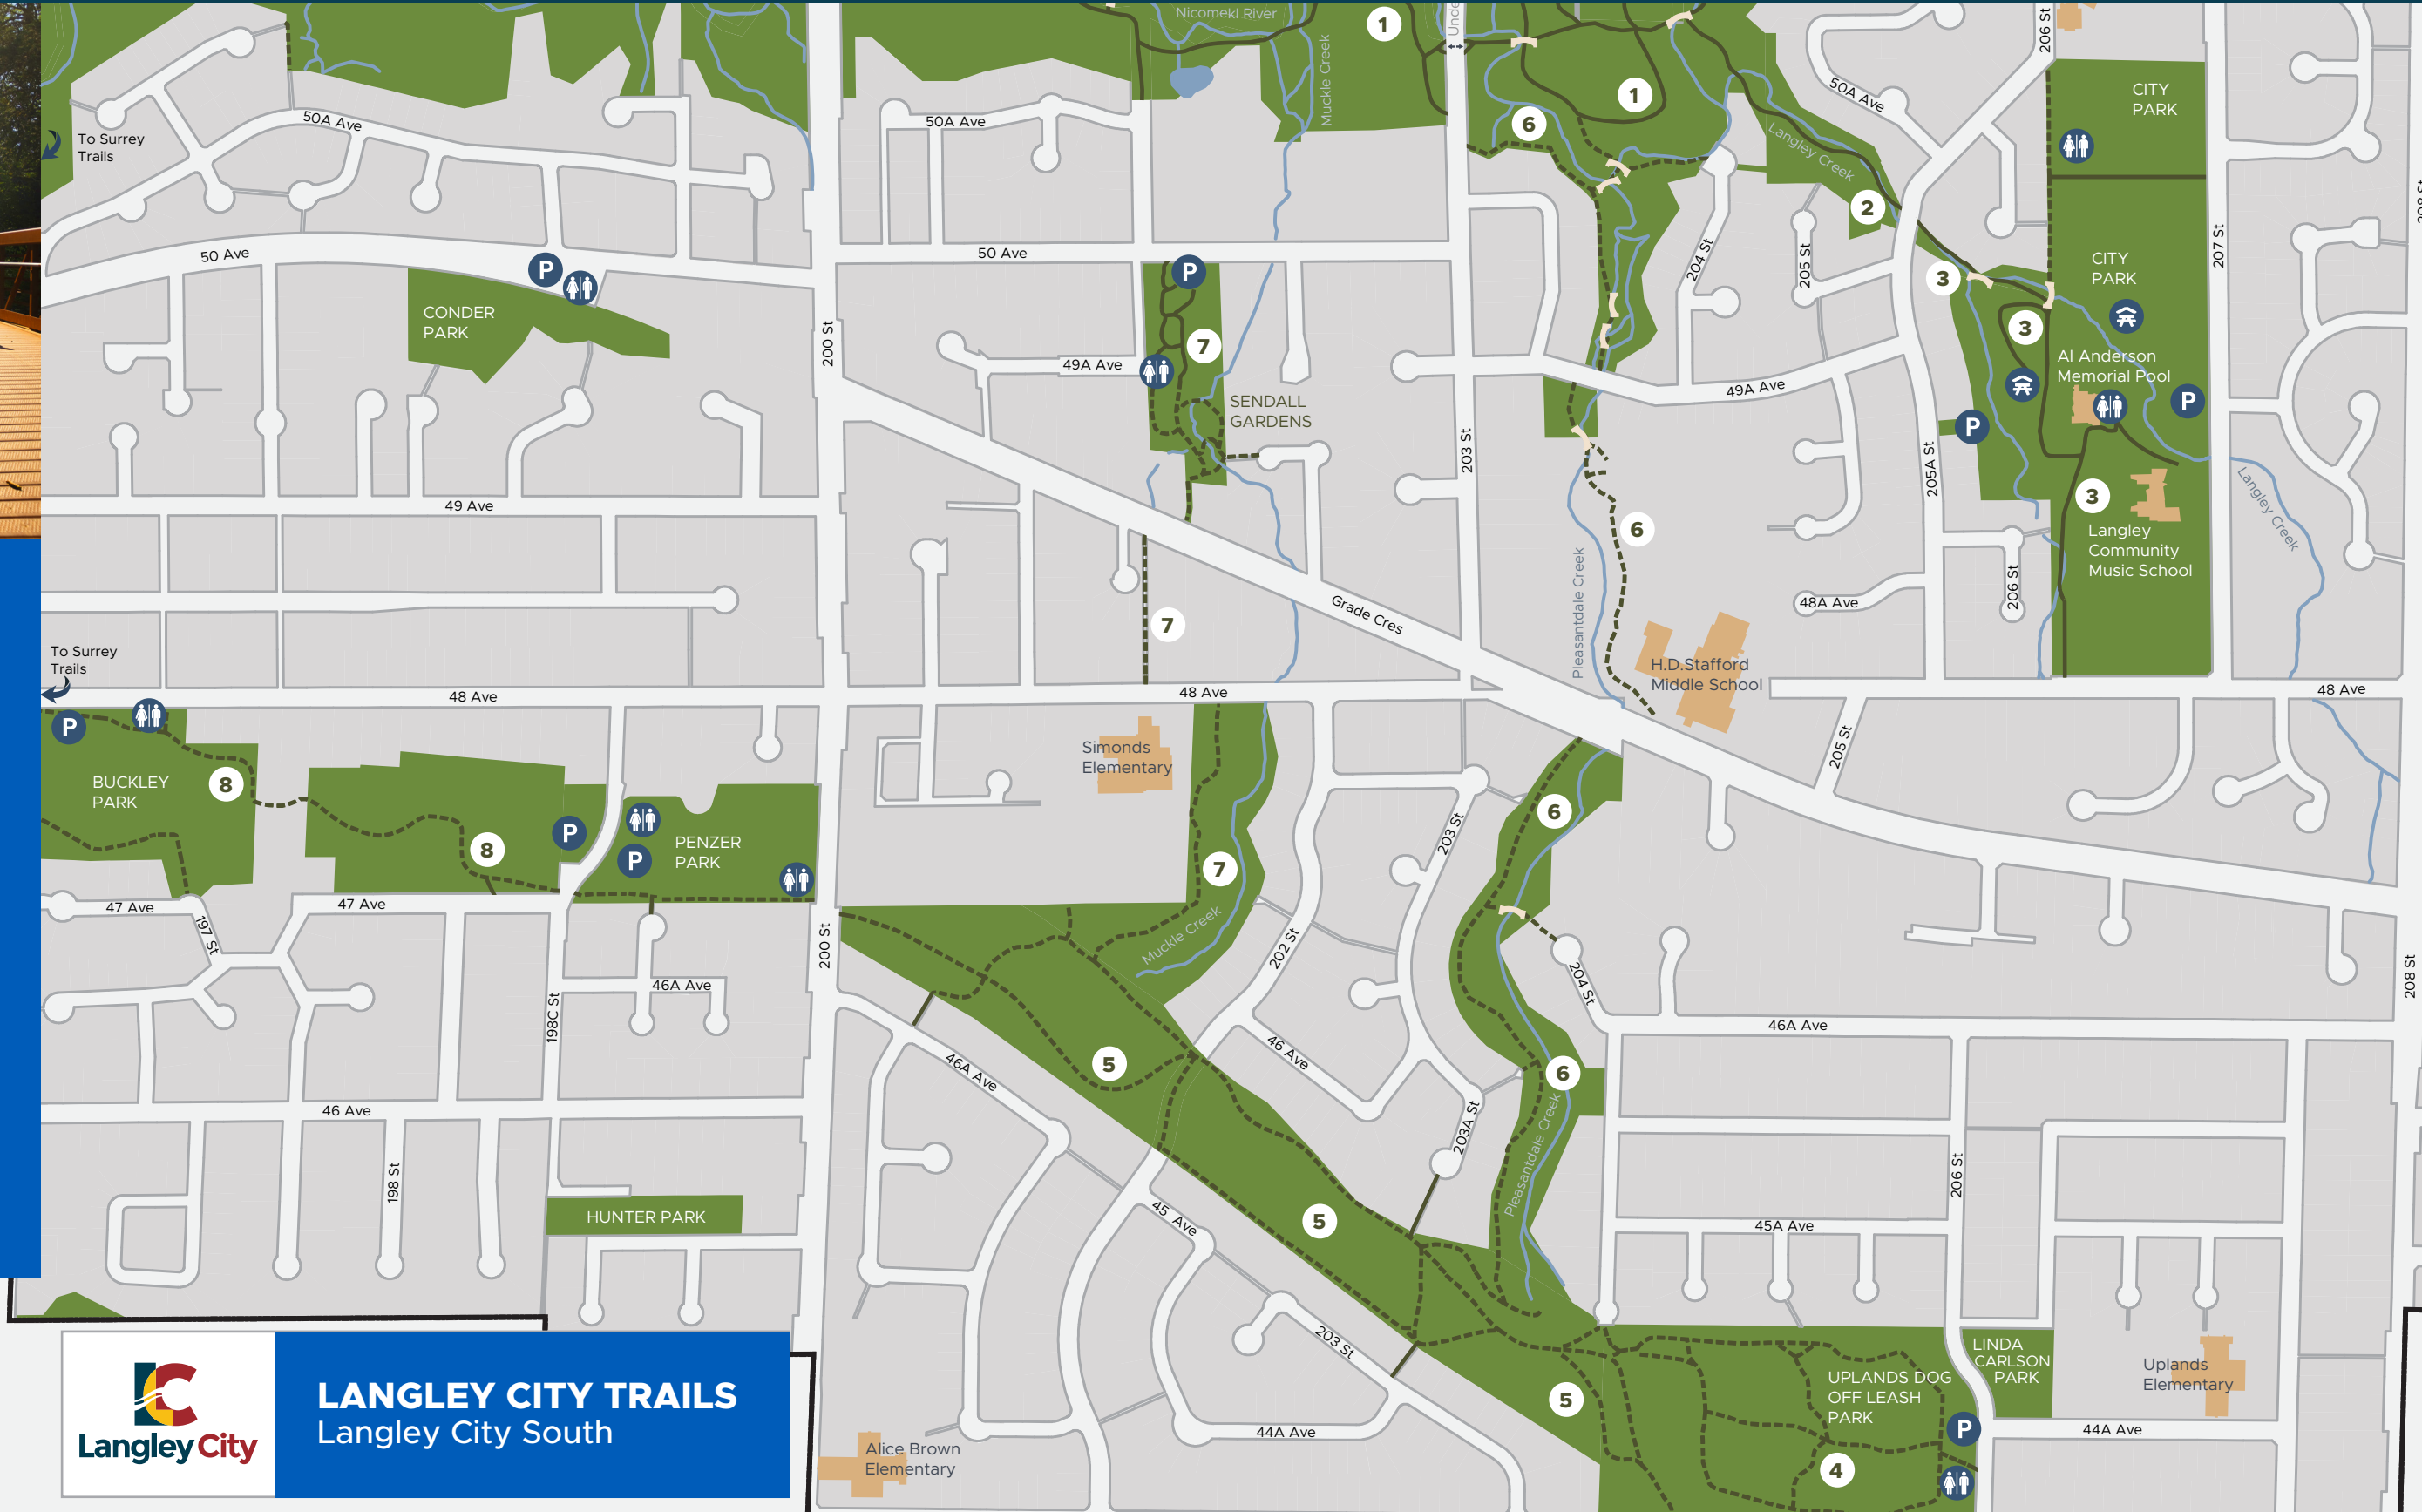 Nicomekl River
1
Unde
206 St
Muckle Creek
50A Ave
CITY
PARK
1
50A Ave
50A Ave
6
To Surrey
Trails
Langley Creek
2
50 Ave
50 Ave
204 St
205 St
207 St
CITY
PARK
P
P
3
CONDER
PARK
200 St
7
3
49A Ave
Al Anderson
Memorial Pool
49A Ave
SENDALL
GARDENS
P
P
203 St
205A St
49 Ave
3
Langley Creek
6
Langley
Community
Music School
Pleasantdale Creek
206 St
48A Ave
Grade Cres
7
To Surrey
Trails
H.D.Stafford
Middle School
48 Ave
48 Ave
48 Ave
P
205 St
Simonds
Elementary
BUCKLEY
PARK
8
6
P
203 St
8
PENZER
PARK
P
7
47 Ave
47 Ave
197 St
200 St
Muckle Creek
202 St
204 St
208 St
46A Ave
198C St
46A Ave
46 Ave
5
46A Ave
6
46 Ave
203A St
Pleasantdale Creek
198 St
206 St
HUNTER PARK
45 Ave
5
45A Ave
203 St
LINDA
CARLSON
PARK
Uplands
Elementary
UPLANDS DOG
OFF LEASH
PARK
5
P
44A Ave
44A Ave
Alice Brown
Elementary
4
LC
Langley City
LANGLEY CITY TRAILS
Langley City South